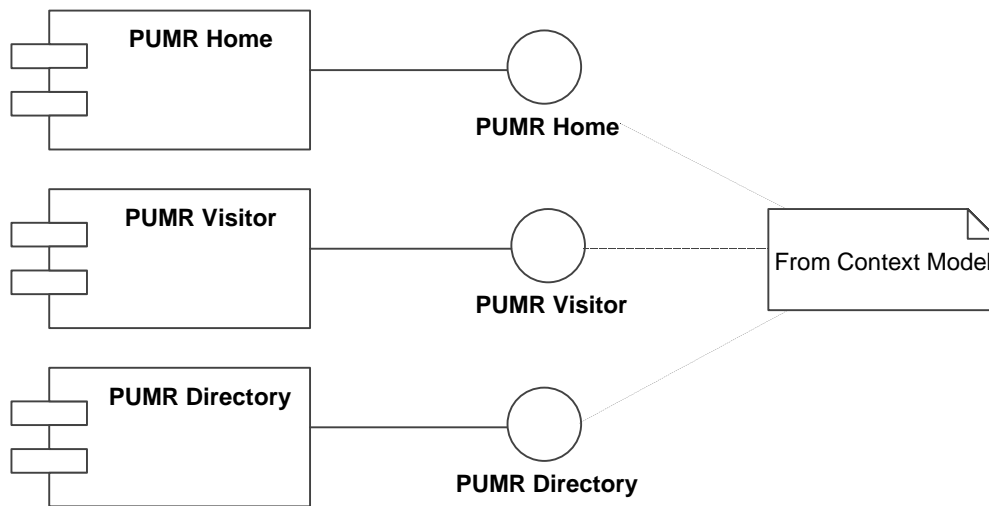 PUMR Home
PUMR Home
PUMR Visitor
From Context Model
PUMR Visitor
PUMR Directory
PUMR Directory